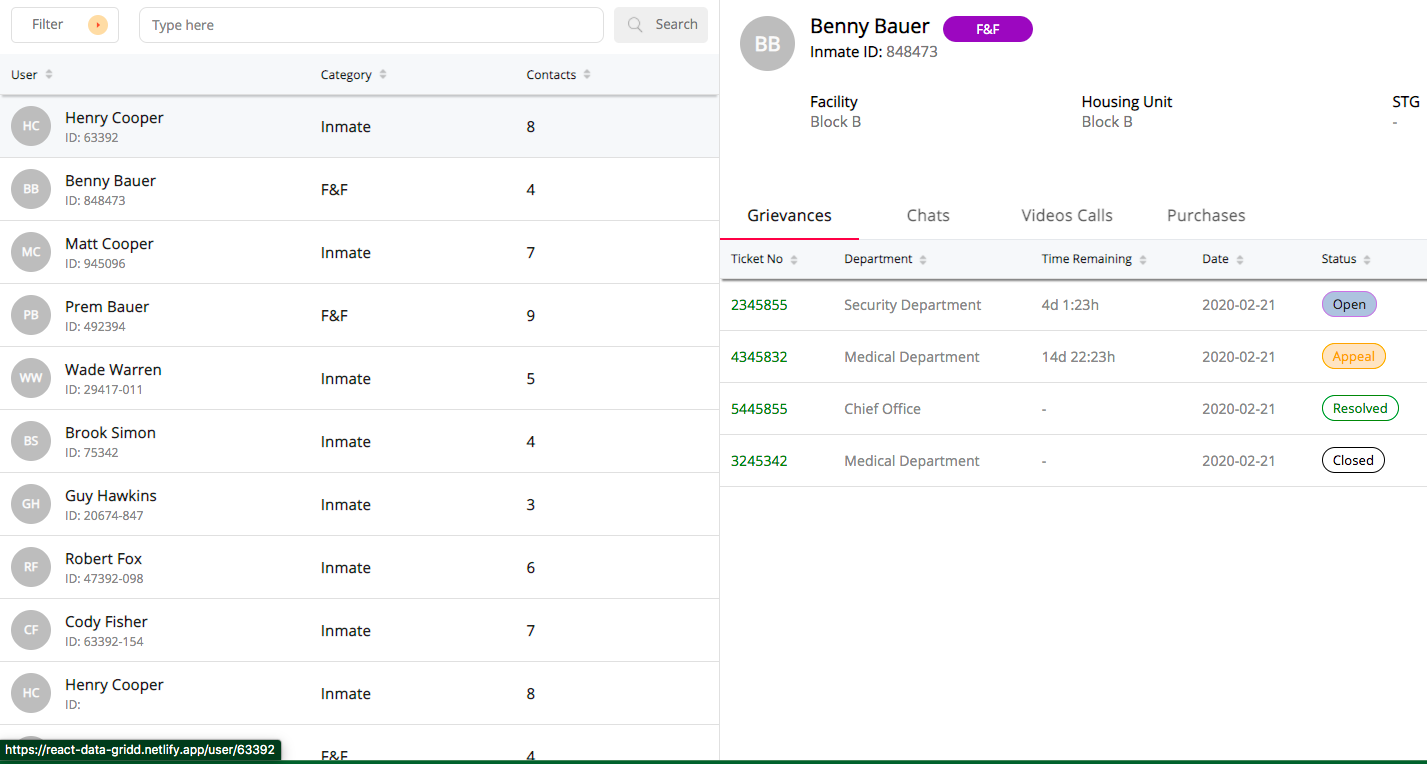 Filter
Type here
Search
User Category Contacts
HC Henry Cooper Inmate 8
ID: 63392
BB Benny Bauer F&F 4
ID: 848473
MC Matt Cooper Inmate 7
ID: 945096
PB Prem Bauer F&F 9
ID: 492394
WW Wade Warren Inmate 5
ID: 29417-011
BS Brook Simon Inmate 4
ID: 75342
GH Guy Hawkins Inmate 3
ID: 20674-847
RF Robert Fox Inmate 6
ID: 47392-098
CF Cody Fisher Inmate 7
ID: 63392-154
HC Henry Cooper Inmate 8
ID:
F&F 4
https://react-data-gridd.netlify.app/user/63392
BB Benny Bauer F&F
Inmate ID: 848473
Facility Housing Unit STG
Block B Block B -
Grievances Chats Videos Calls Purchases
Ticket No Department Time Remaining Date Status
2345855 Security Department 4d 1:23h 2020-02-21 Open
4345832 Medical Department 14d 22:23h 2020-02-21 Appeal
5445855 Chief Office - 2020-02-21 Resolved
3245342 Medical Department - 2020-02-21 Closed